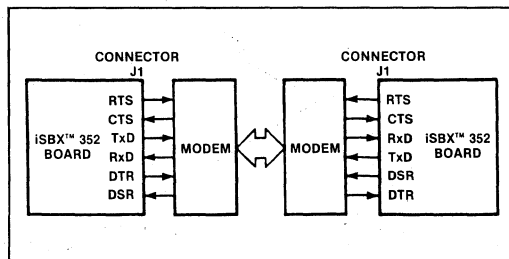 CONNECTOR
J1
CONNECTOR
J1
iSBX™ 352
BOARD
RTS
CTS
TxD
RxD
DTR
DSR
MODEM
MODEM
RTS
CTS
RxD
TxD
DSR
DTR
iSBX™ 352
BOARD